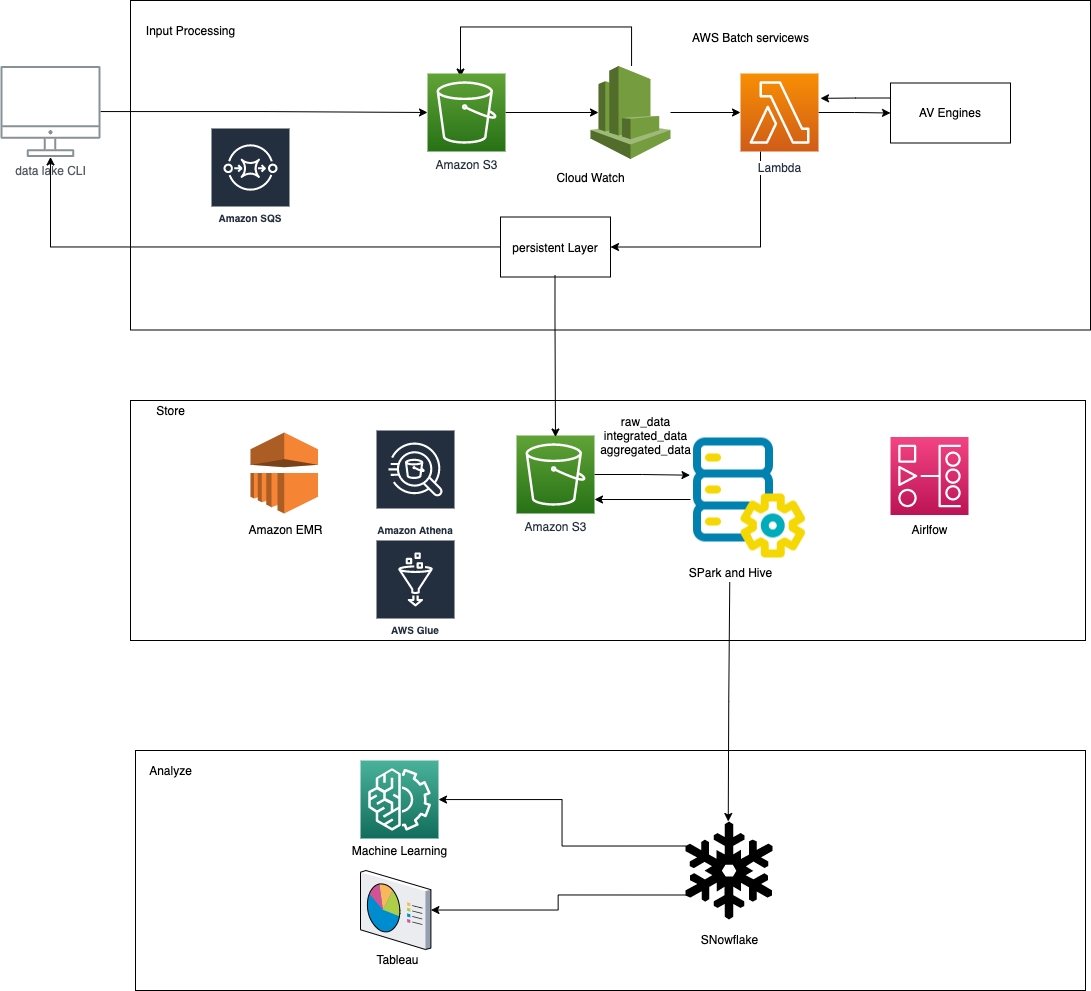 Input Processing
AWS Batch servicews
data lake CLI
Amazon SQS
Amazon S3
Cloud Watch
Lambda
AV Engines
persistent Layer
Store
raw_data
integrated_data
aggregated_data
Amazon EMR
Amazon Athena
AWS Glue
Amazon S3
SPark and Hive
Airlfow
Analyze
Machine Learning
Tableau
SNowflake